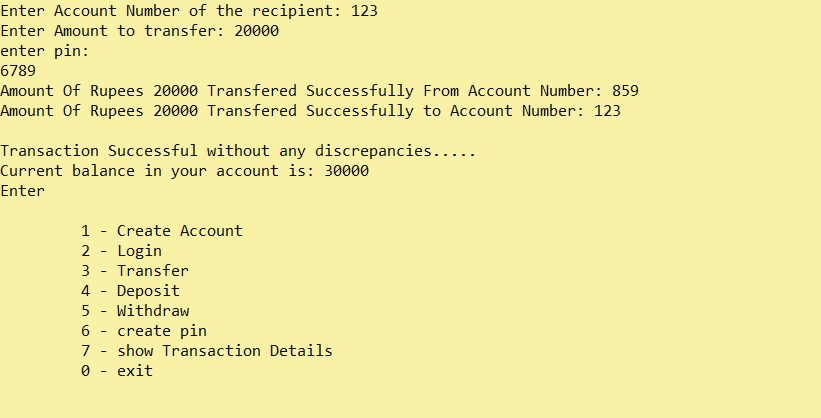 Enter Account Number of the recipient: 123
Enter Amount to transfer: 20000
enter pin:
6789
Amount Of Rupees 20000 Transfered Successfully From Account Number: 859
Amount Of Rupees 20000 Transfered Successfully to Account Number: 123
Transaction Successful without any discrepancies.....
Current balance in your account is: 30000
Enter
1 - Create Account
2 - Login
3 - Transfer
4 - Deposit
5 - Withdraw
6 - create pin
7 - show Transaction Details
0 - exit